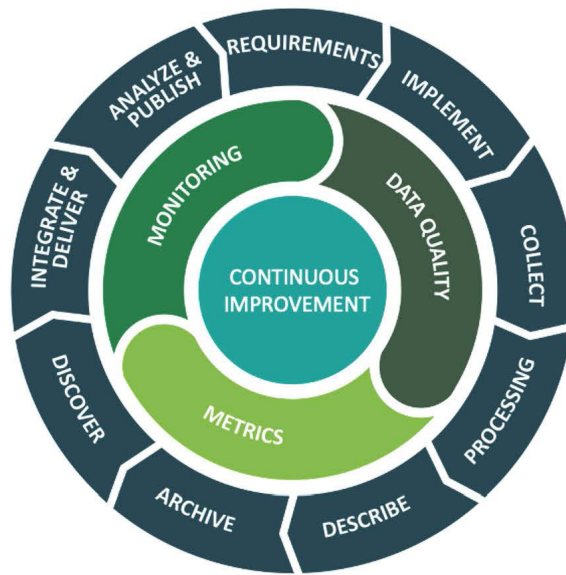 REQUIREMENTS
IMPLEMENT
COLLECT
PROCESSING
DESCRIBE
ARCHIVE
DISCOVER
INTEGRATE &
DELIVER
ANALYZE &
PUBLISH
MONITORING
DATA QUALITY
METRICS
CONTINUOUS
IMPROVEMENT